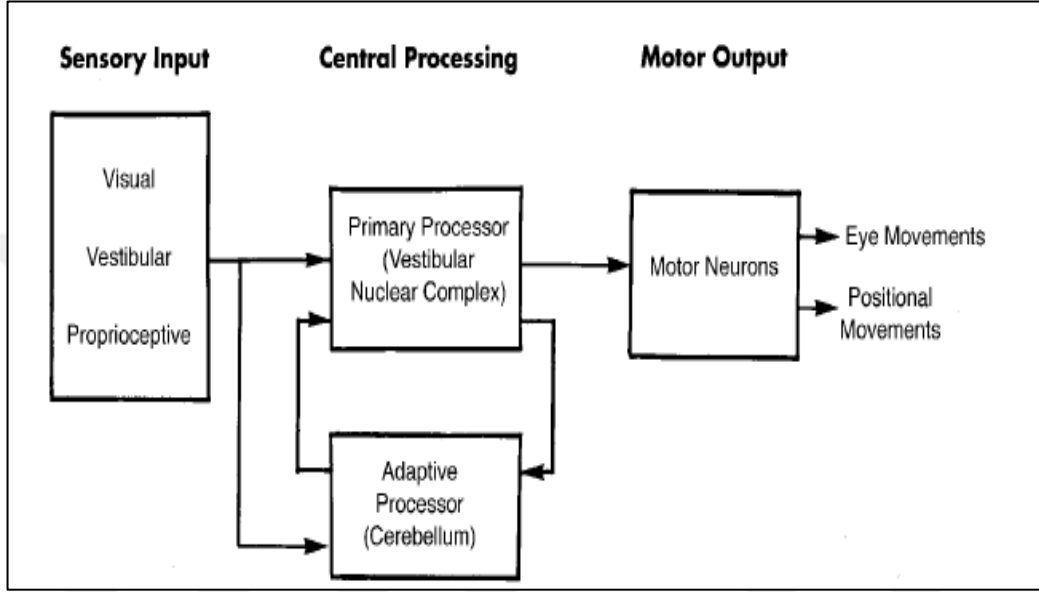 Sensory Input
Central Processing
Motor Output
Visual
Vestibular
Proprioceptive
Primary Processor
(Vestibular
Nuclear Complex)
Adaptive
Processor
(Cerebellum)
Motor Neurons
Eye Movements
Positional
Movements